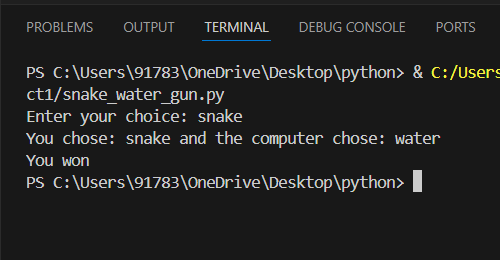 PROBLEMS OUTPUT TERMINAL DEBUG CONSOLE PORTS
PS C:\Users\91783\OneDrive\Desktop\python> & C:/Users
ct1/snake_water_gun.py
Enter your choice: snake
You chose: snake and the computer chose: water
You won
PS C:\Users\91783\OneDrive\Desktop\python>